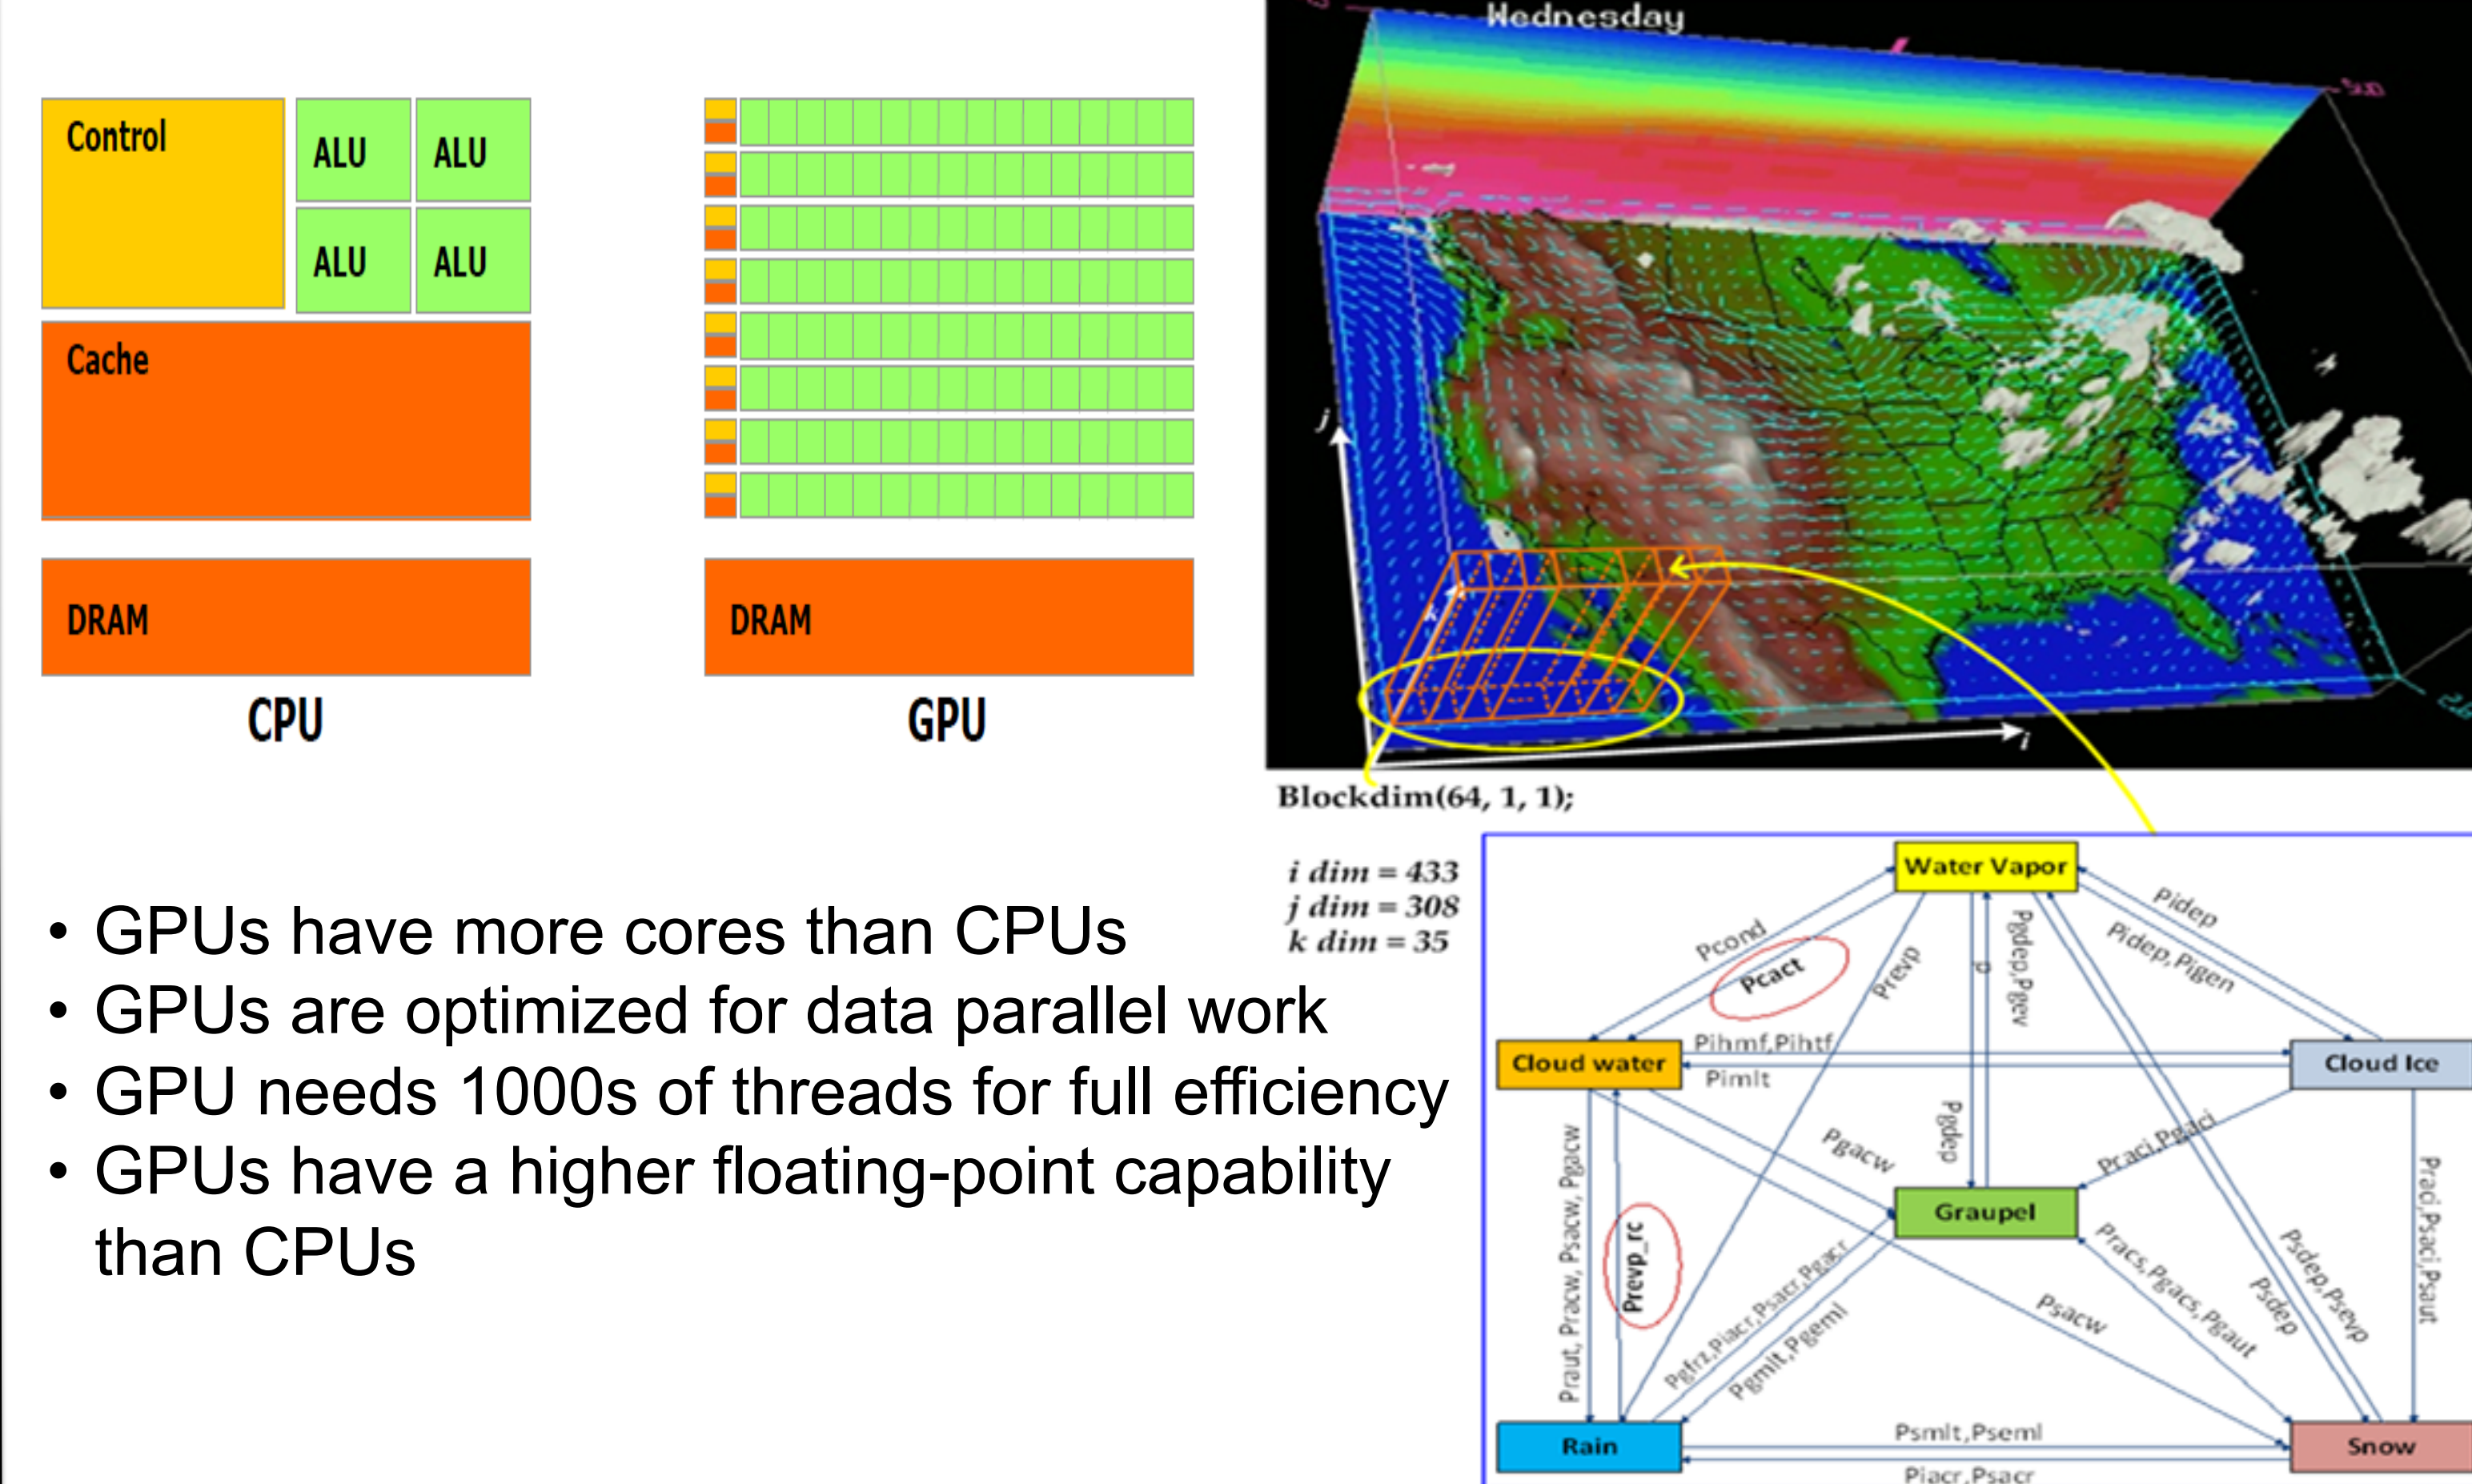 Wednesday
Control
ALU
ALU
ALU
ALU
Cache
DRAM
CPU
DRAM
GPU
j
k
i
Blockdim(64, 1, 1);
i dim = 433
j dim = 308
k dim = 35
• GPUs have more cores than CPUs
• GPUs are optimized for data parallel work
• GPU needs 1000s of threads for full efficiency
• GPUs have a higher floating-point capability
than CPUs
Water Vapor
Pcond
Pcact
Prevp
p
Pgdep,Pgev
Pidep
Pidep,Pigen
Cloud water
Pihmf,Pihtf
Pimlt
Cloud Ice
Praut, Pracw, Psacw, Pgacw
Prevp_rc
Pgacw
Pgdep
Praci,Pgaci
Praci,Psaci,Psaut
Graupel
Pgfrz,Piacr,Psacr,Pgacr
Pgmlt,Pgeml
Psacw
Pracs,Pgacs,Pgaut
Psdep
Psdep,Psevp
Rain
Psmlt,Pseml
Piacr,Psacr
Snow